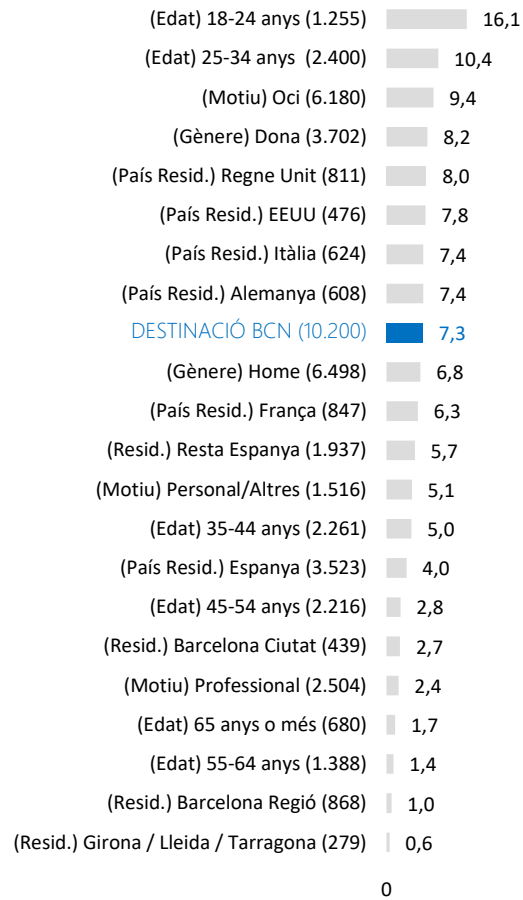 (Edat) 18-24 anys (1.255) 16,1
(Edat) 25-34 anys (2.400) 10,4
(Motiu) Oci (6.180) 9,4
(Gènere) Dona (3.702) 8,2
(País Resid.) Regne Unit (811) 8,0
(País Resid.) EEUU (476) 7,8
(País Resid.) Itàlia (624) 7,4
(País Resid.) Alemanya (608) 7,4
DESTINACIÓ BCN (10.200) 7,3
(Gènere) Home (6.498) 6,8
(País Resid.) França (847) 6,3
(Resid.) Resta Espanya (1.937) 5,7
(Motiu) Personal/Altres (1.516) 5,1
(Edat) 35-44 anys (2.261) 5,0
(País Resid.) Espanya (3.523) 4,0
(Edat) 45-54 anys (2.216) 2,8
(Resid.) Barcelona Ciutat (439) 2,7
(Motiu) Professional (2.504) 2,4
(Edat) 65 anys o més (680) 1,7
(Edat) 55-64 anys (1.388) 1,4
(Resid.) Barcelona Regió (868) 1,0
(Resid.) Girona / Lleida / Tarragona (279) 0,6
0